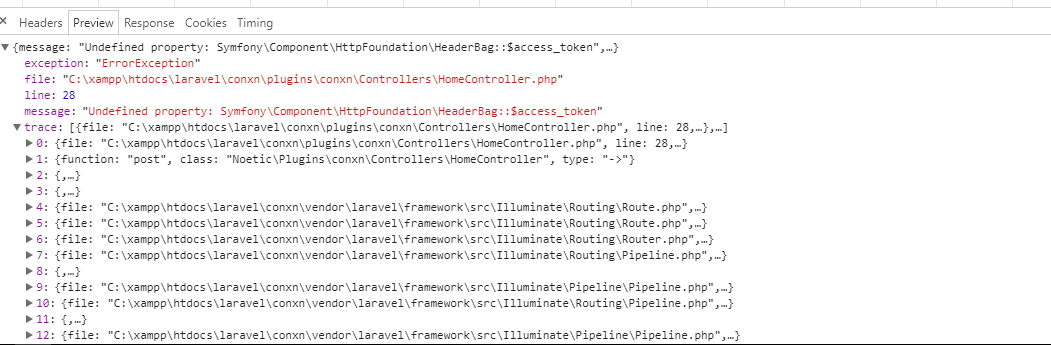 × Headers Preview Response Cookies Timing
▼{message: "Undefined property: Symfony\Component\HttpFoundation\HeaderBag::$access_token",…}
exception: "ErrorException"
file: "C:\xampp\htdocs\laravel\conxn\plugins\conxn\Controllers\HomeController.php"
line: 28
message: "Undefined property: Symfony\Component\HttpFoundation\HeaderBag::$access_token"
▼trace: [{file: "C:\xampp\htdocs\laravel\conxn\plugins\conxn\Controllers\HomeController.php", line: 28,…},…]
▶0: {file: "C:\xampp\htdocs\laravel\conxn\plugins\conxn\Controllers\HomeController.php", line: 28,…}
▶1: {function: "post", class: "Noetic\Plugins\conxn\Controllers\HomeController", type: "->"}
▶2: {,…}
▶3: {,…}
▶4: {file: "C:\xampp\htdocs\laravel\conxn\vendor\laravel\framework\src\Illuminate\Routing\Route.php",…}
▶5: {file: "C:\xampp\htdocs\laravel\conxn\vendor\laravel\framework\src\Illuminate\Routing\Route.php",…}
▶6: {file: "C:\xampp\htdocs\laravel\conxn\vendor\laravel\framework\src\Illuminate\Routing\Router.php",…}
▶7: {file: "C:\xampp\htdocs\laravel\conxn\vendor\laravel\framework\src\Illuminate\Routing\Pipeline.php",…}
▶8: {,…}
▶9: {file: "C:\xampp\htdocs\laravel\conxn\vendor\laravel\framework\src\Illuminate\Pipeline\Pipeline.php",…}
▶10: {file: "C:\xampp\htdocs\laravel\conxn\vendor\laravel\framework\src\Illuminate\Routing\Pipeline.php",…}
▶11: {,…}
▶12: {file: "C:\xampp\htdocs\laravel\conxn\vendor\laravel\framework\src\Illuminate\Pipeline\Pipeline.php",…}